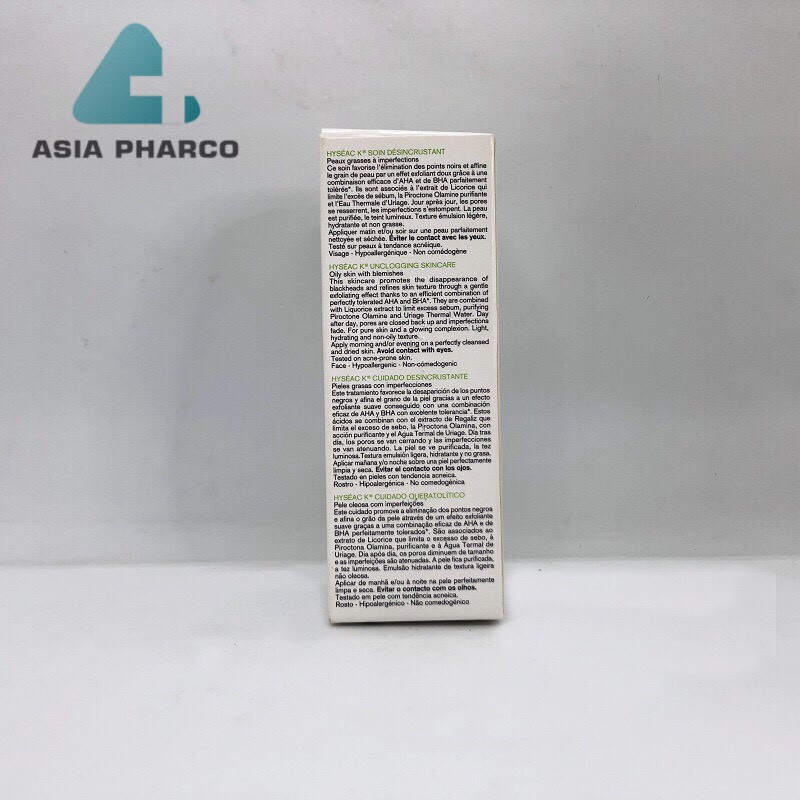 ASIA PHARCO
HYSÉAC K¹⁸ SOIN DÉSINCRUSTANT
Peaux grasses à imperfections
Ce soin favorise l'élimination des points noirs et affine
le grain de peau par un effet exfoliant doux grâce à une
combinaison efficace d'AHA et de BHA parfaitement
tolérés*. Ils sont associés à l'extrait de Licorice qui
limite l'excès de sébum, la Piroctone Olamine purifiante
et l'Eau Thermale d'Uriage. Jour après jour, les pores
se resserrent, les imperfections s'estompent. La peau
est purifiée, le teint lumineux. Texture émulsion légère,
hydratante et non grasse.
Appliquer matin et/ou soir sur une peau parfaitement
nettoyée et séchée. Éviter le contact avec les yeux.
Testé sur peaux à tendance acnéique.
Visage - Hypoallergénique - Non comédogène
HYSÉAC K¹⁸ UNCLOGGING SKINCARE
Oily skin with blemishes
This skincare promotes the disappearance of
blackheads and refines skin texture through a gentle
exfoliating effect thanks to an efficient combination of
perfectly tolerated AHA and BHA*. They are combined
with Liquorice extract to limit excess sebum, purifying
Piroctone Olamine and Uriage Thermal Water. Day
after day, pores are closed back up and imperfections
fade. For pure skin and a glowing complexion. Light,
hydrating and non-oily texture.
Apply morning and/or evening on a perfectly cleansed
and dried skin. Avoid contact with eyes.
Tested on acne-prone skin.
Face - Hypoallergenic - Non-comedogenic
HYSÉAC K¹⁸ CUIDADO DESINCRUSTANTE
Pieles grasas con imperfecciones
Este tratamiento favorece la desaparición de los puntos
negros y afina el grano de la piel gracias a un efecto
exfoliante suave conseguido con una combinación
eficaz de AHA y BHA con excelente tolerancia*. Estos
ácidos se combinan con el extracto de Regaliz que
limita el exceso de sebo, la Piroctona Olamina, con
acción purificante y el Agua Termal de Uriage. Día tras
día, los poros se van cerrando y las imperfecciones
se van atenuando. La piel se ve purificada, la tez
luminosa. Textura emulsión ligera, hidratante y no grasa.
Aplicar mañana y/o noche sobre una piel perfectamente
limpia y seca. Evitar el contacto con los ojos.
Testado en pieles con tendencia acneica.
Rostro - Hipoalergénica - No comedogénica
HYSÉAC K¹⁸ CUIDADO QUERATOLÍTICO
Pele oleosa com imperfeições
Este cuidado promove a eliminação dos pontos negros
e afina o grão da pele através de um efeito exfoliante
suave graças a uma combinação eficaz de AHA e de
BHA perfeitamente tolerados*. São associados ao
extrato de Licorice que limita o excesso de sebo, à
Piroctona Olamina, purificante e à Água Termal de
Uriage. Dia após dia, os poros diminuem de tamanho
e as imperfeições são atenuadas. A pele fica purificada,
a tez luminosa. Emulsão hidratante de textura ligeira
não oleosa.
Aplicar de manhã e/ou à noite na pele perfeitamente
limpa e seca. Evitar o contacto com os olhos.
Testado em pele com tendência acneica.
Rosto - Hipoalergénico - Não comedogénico